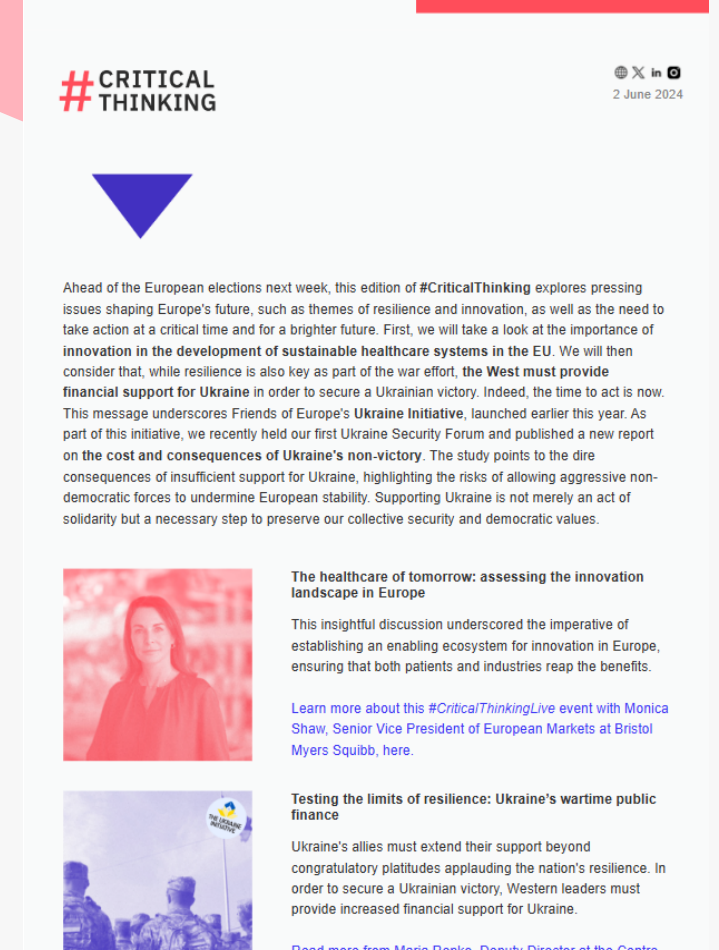 # CRITICAL
THINKING
in
2 June 2024
Ahead of the European elections next week, this edition of #CriticalThinking explores pressing
issues shaping Europe's future, such as themes of resilience and innovation, as well as the need to
take action at a critical time and for a brighter future. First, we will take a look at the importance of
innovation in the development of sustainable healthcare systems in the EU. We will then
consider that, while resilience is also key as part of the war effort, the West must provide
financial support for Ukraine in order to secure a Ukrainian victory. Indeed, the time to act is now.
This message underscores Friends of Europe's Ukraine Initiative, launched earlier this year. As
part of this initiative, we recently held our first Ukraine Security Forum and published a new report
on the cost and consequences of Ukraine's non-victory. The study points to the dire
consequences of insufficient support for Ukraine, highlighting the risks of allowing aggressive non-
democratic forces to undermine European stability. Supporting Ukraine is not merely an act of
solidarity but a necessary step to preserve our collective security and democratic values.
The healthcare of tomorrow: assessing the innovation
landscape in Europe
This insightful discussion underscored the imperative of
establishing an enabling ecosystem for innovation in Europe,
ensuring that both patients and industries reap the benefits.
Learn more about this #CriticalThinkingLive event with Monica
Shaw, Senior Vice President of European Markets at Bristol
Myers Squibb, here.
THE UKRAINE
INITIATIVE
Testing the limits of resilience: Ukraine's wartime public
finance
Ukraine's allies must extend their support beyond
congratulatory platitudes applauding the nation's resilience. In
order to secure a Ukrainian victory, Western leaders must
provide increased financial support for Ukraine.
Read more from Maria Repko, Deputy Director at the Centre